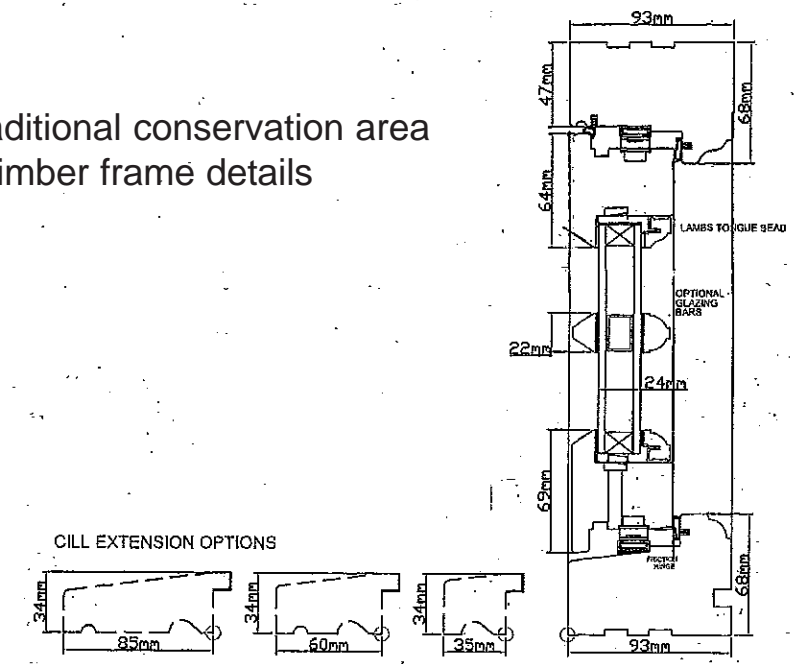 aditional conservation area
imber frame details
93mm
47mm
68mm
64mm
LAMBS TONGUE BEAD
OPTIONAL
GLAZING
BARS
22mm
24mm
69mm
FRICTION
HINGE
68mm
93mm
CILL EXTENSION OPTIONS
34mm
85mm
34mm
60mm
34mm
35mm